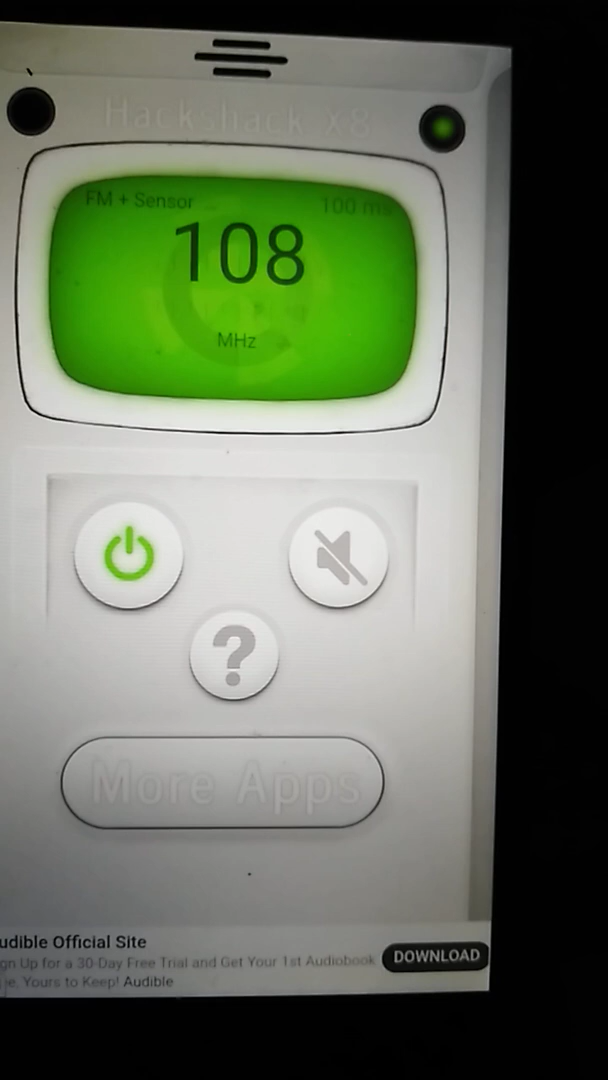 Hackshack X8
FM + Sensor
100 ms
108
MHz
More Apps
udible Official Site
gn Up for a 30-Day Free Trial and Get Your 1st Audiobook
Yours to Keep! Audible
DOWNLOAD